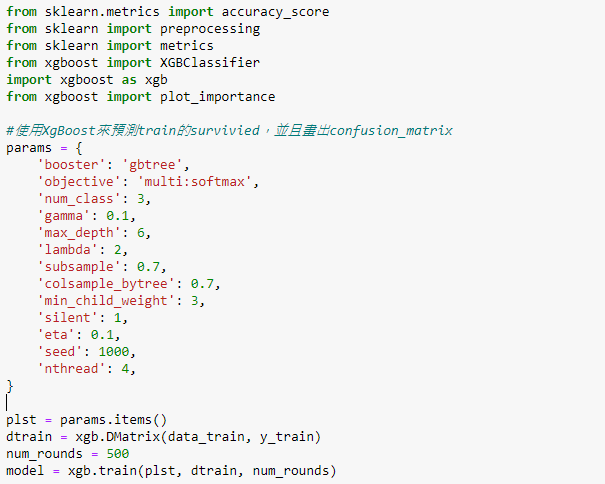 from sklearn.metrics import accuracy_score
from sklearn import preprocessing
from sklearn import metrics
from xgboost import XGBClassifier
import xgboost as xgb
from xgboost import plot_importance

#使用XgBoost來預測train的survivied，並且畫出confusion_matrix
params = {
    'booster': 'gbtree',
    'objective': 'multi:softmax',
    'num_class': 3,
    'gamma': 0.1,
    'max_depth': 6,
    'lambda': 2,
    'subsample': 0.7,
    'colsample_bytree': 0.7,
    'min_child_weight': 3,
    'silent': 1,
    'eta': 0.1,
    'seed': 1000,
    'nthread': 4,
}

plst = params.items()
dtrain = xgb.DMatrix(data_train, y_train)
num_rounds = 500
model = xgb.train(plst, dtrain, num_rounds)